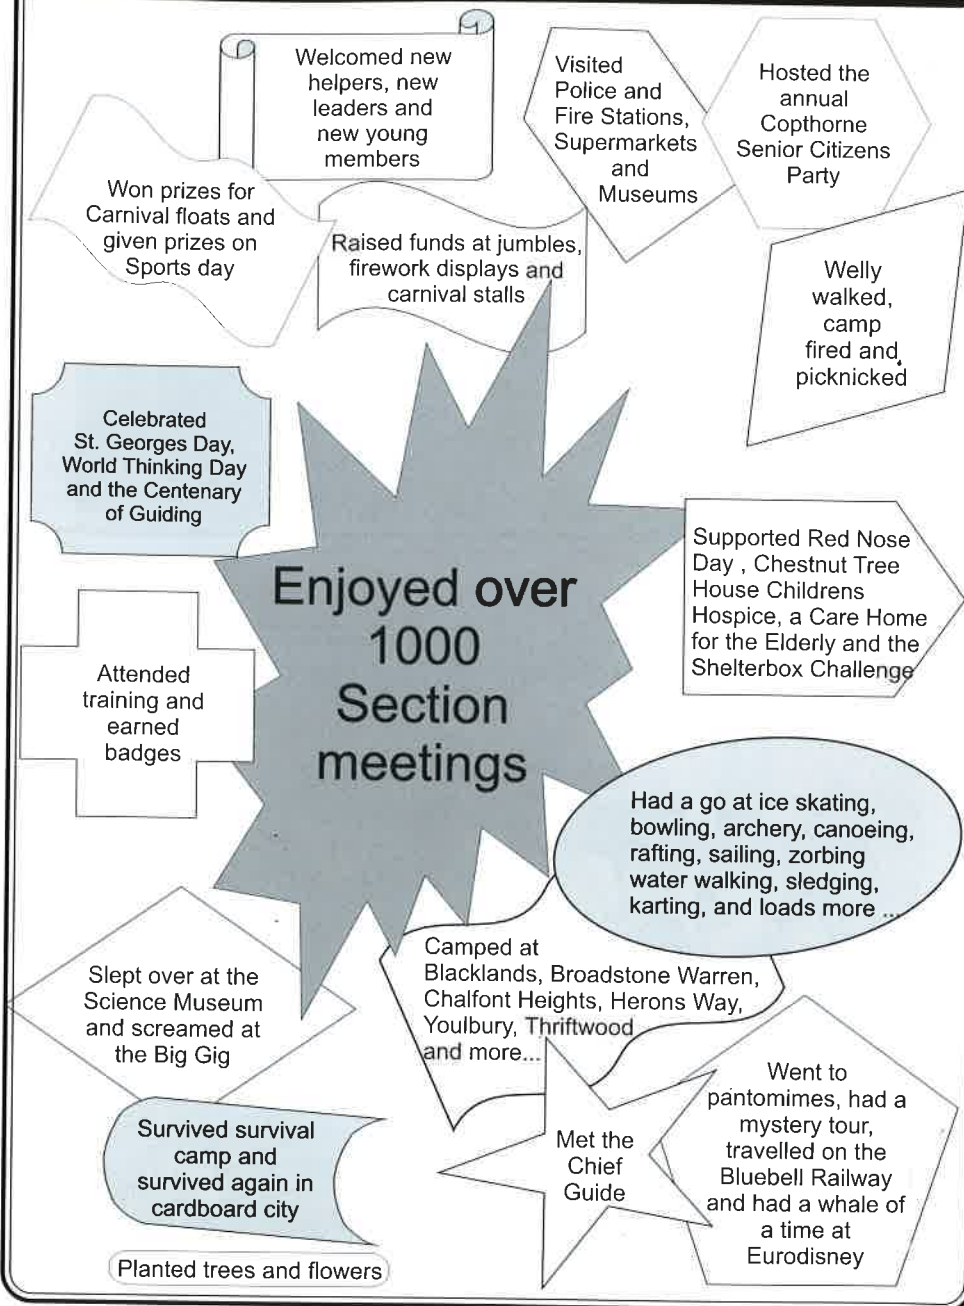 Welcomed new
helpers, new
leaders and
new young
members
Visited
Police and
Fire Stations,
Supermarkets
and
Museums
Hosted the
annual
Copthorne
Senior Citizens
Party
Won prizes for
Carnival floats and
given prizes on
Sports day
Raised funds at jumbles,
firework displays and
carnival stalls
Welly
walked,
camp
fired and
picknicked
Celebrated
St. Georges Day,
World Thinking Day
and the Centenary
of Guiding
Enjoyed over
1000
Section
meetings
Supported Red Nose
Day , Chestnut Tree
House Childrens
Hospice, a Care Home
for the Elderly and the
Shelterbox Challenge
Attended
training and
earned
badges
Had a go at ice skating,
bowling, archery, canoeing,
rafting, sailing, zorbing
water walking, sledging,
karting, and loads more ...
Slept over at the
Science Museum
and screamed at
the Big Gig
Camped at
Blacklands, Broadstone Warren,
Chalfont Heights, Herons Way,
Youlbury, Thriftwood
and more...
Went to
pantomimes, had a
mystery tour,
travelled on the
Bluebell Railway
and had a whale of
a time at
Eurodisney
Met the
Chief
Guide
Survived survival
camp and
survived again in
cardboard city
Planted trees and flowers